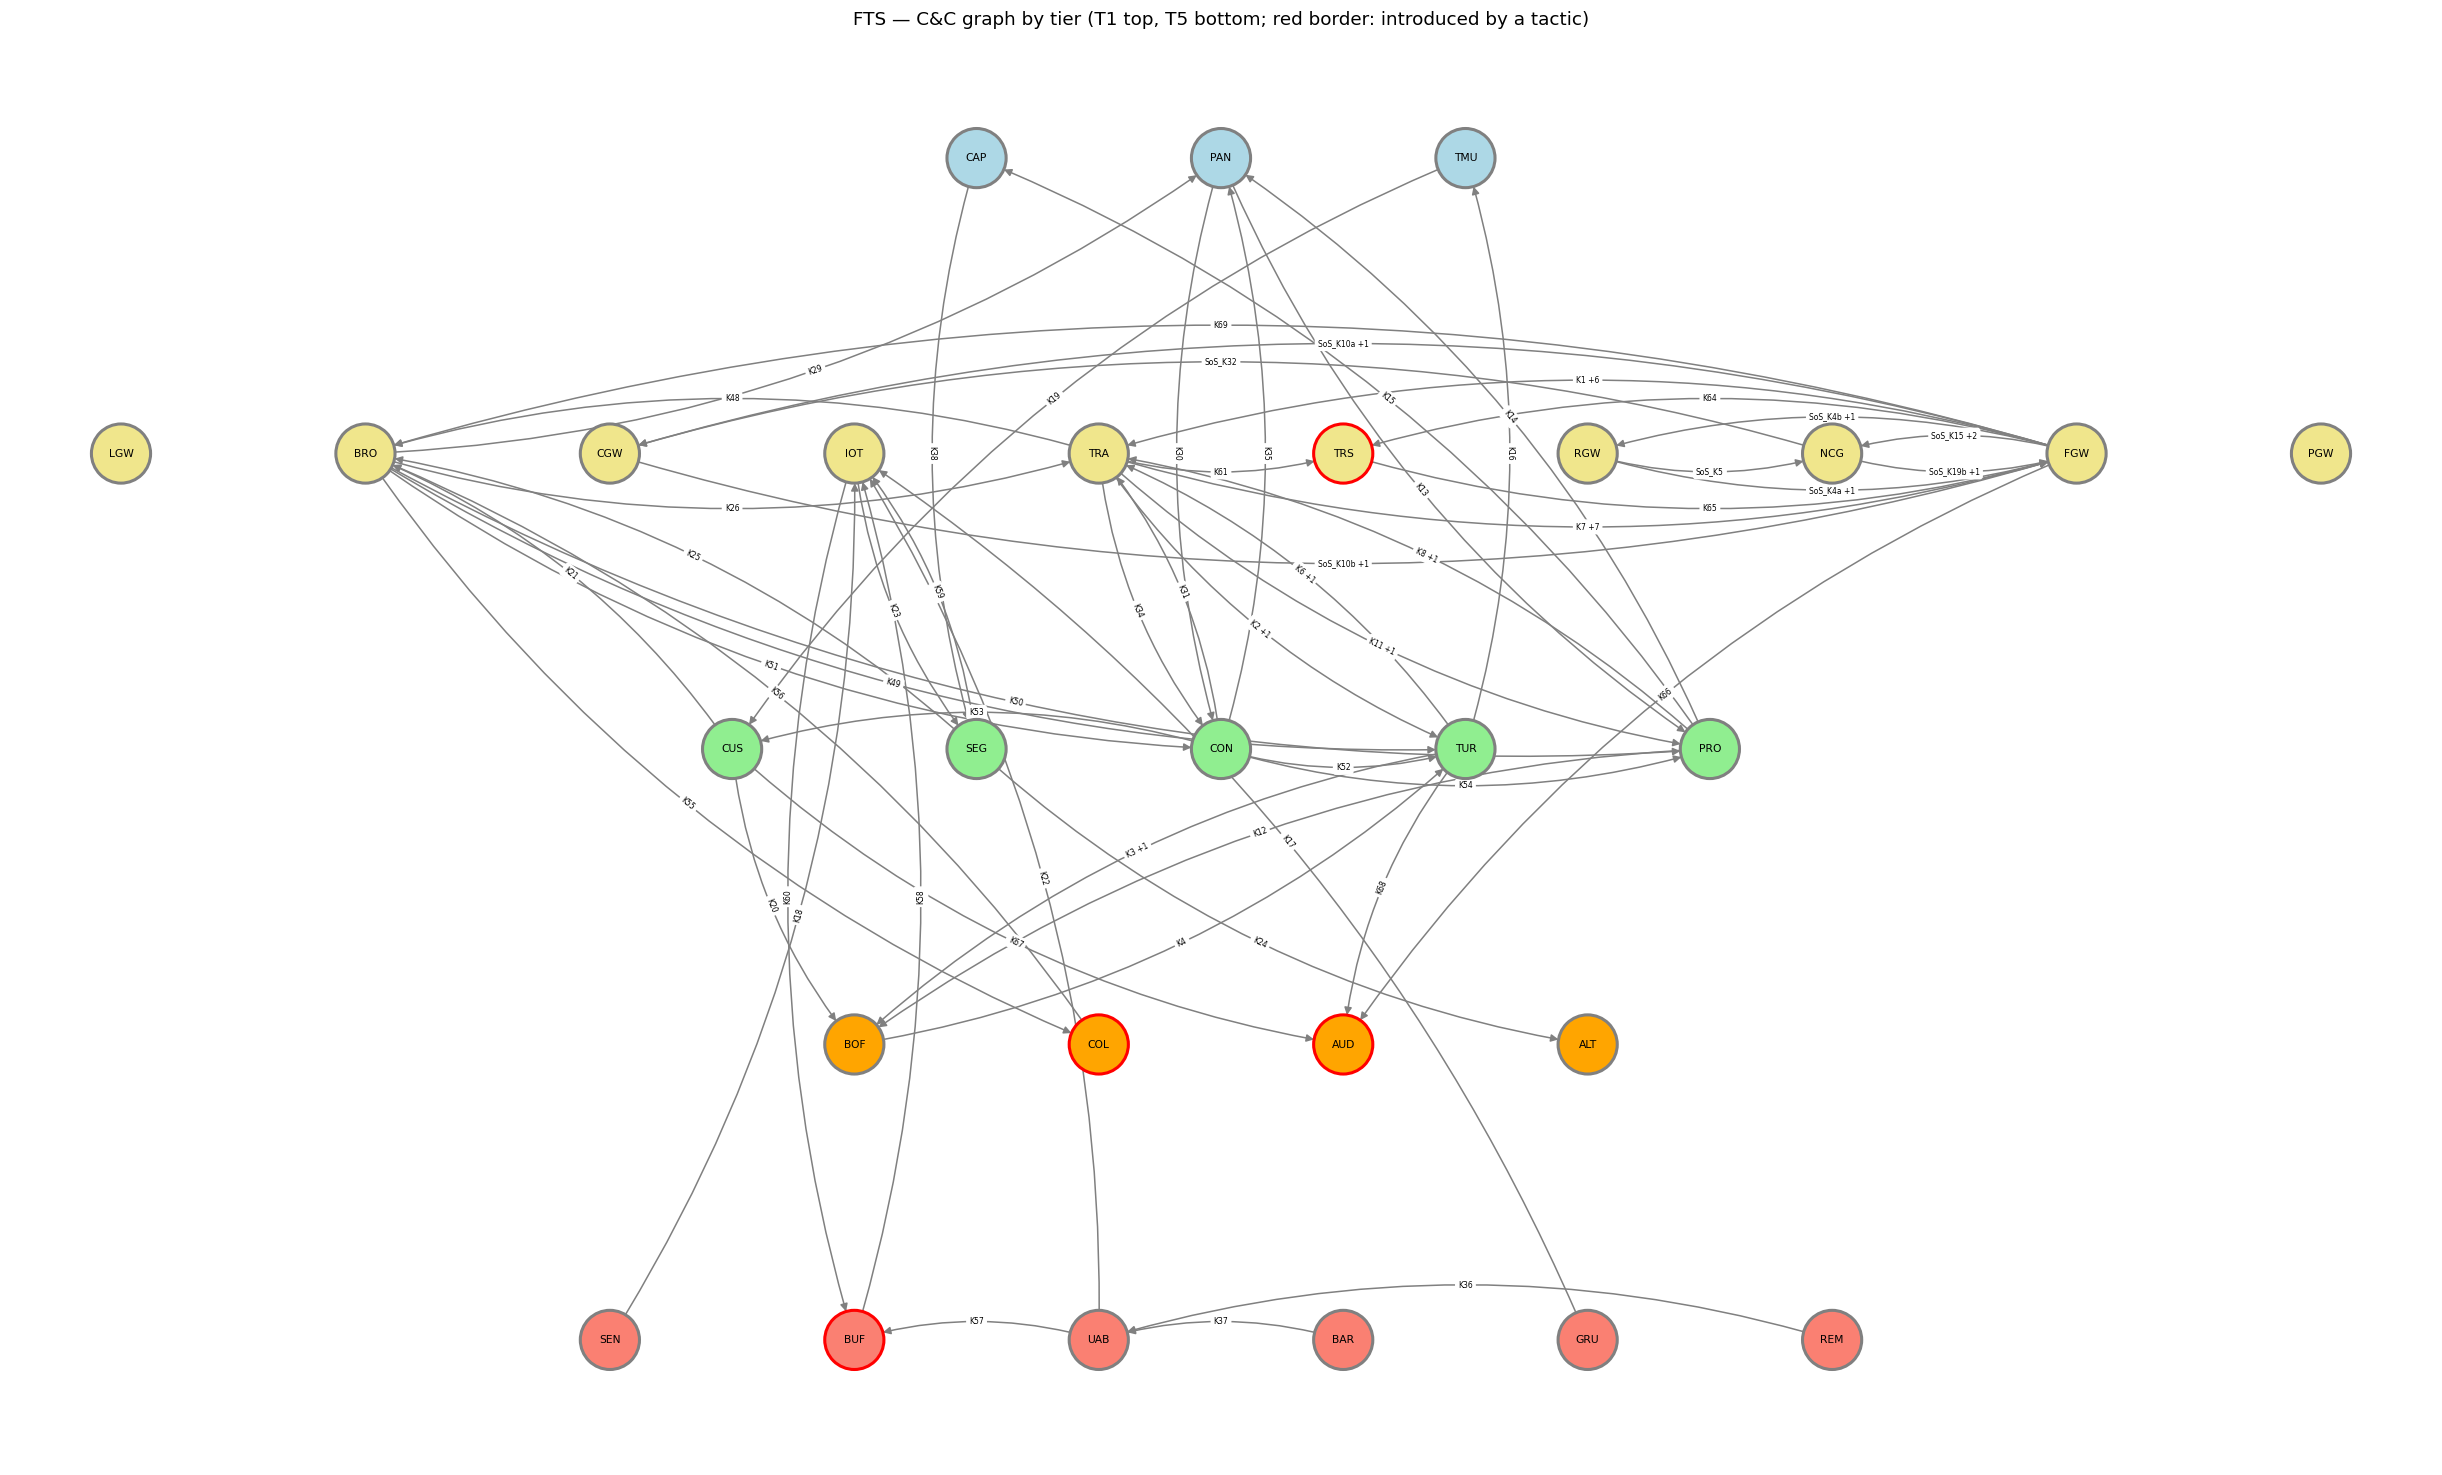 FTS — C&C graph by tier (T1 top, T5 bottom; red border: introduced by a tactic)
CAP
PAN
TMU
K69
SoS_K10a +1
SoS_K32
K29
K1 +6
K48
K19
K15
K64
K14
SoS_K4b +1
SoS_K15 +2
LGW
BRO
CGW
IOT
K38
TRA
K30
K35
TRS
K16
RGW
NCG
FGW
PGW
K61
SoS_K5
SoS_K19b +1
K13
SoS_K4a +1
K26
K65
K7 +7
K25
K8 +1
SoS_K10b +1
K21
K6 +1
K59
K31
K23
K34
K2 +1
K11 +1
K51
K49
K56
K66
K50
K53
CUS
SEG
CON
TUR
PRO
K52
K54
K55
K12
K17
K3 +1
K22
K68
K60
K58
K20
K18
K67
K4
K24
BOF
COL
AUD
ALT
K36
K57
K37
SEN
BUF
UAB
BAR
GRU
REM